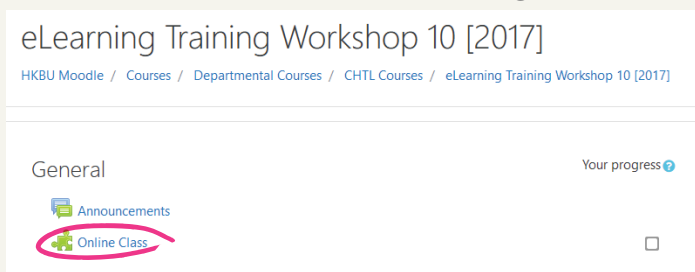 eLearning Training Workshop 10 [2017]
HKBU Moodle / Courses / Departmental Courses / CHTL Courses / eLearning Training Workshop 10 [2017]
General
Your progress
Announcements
Online Class